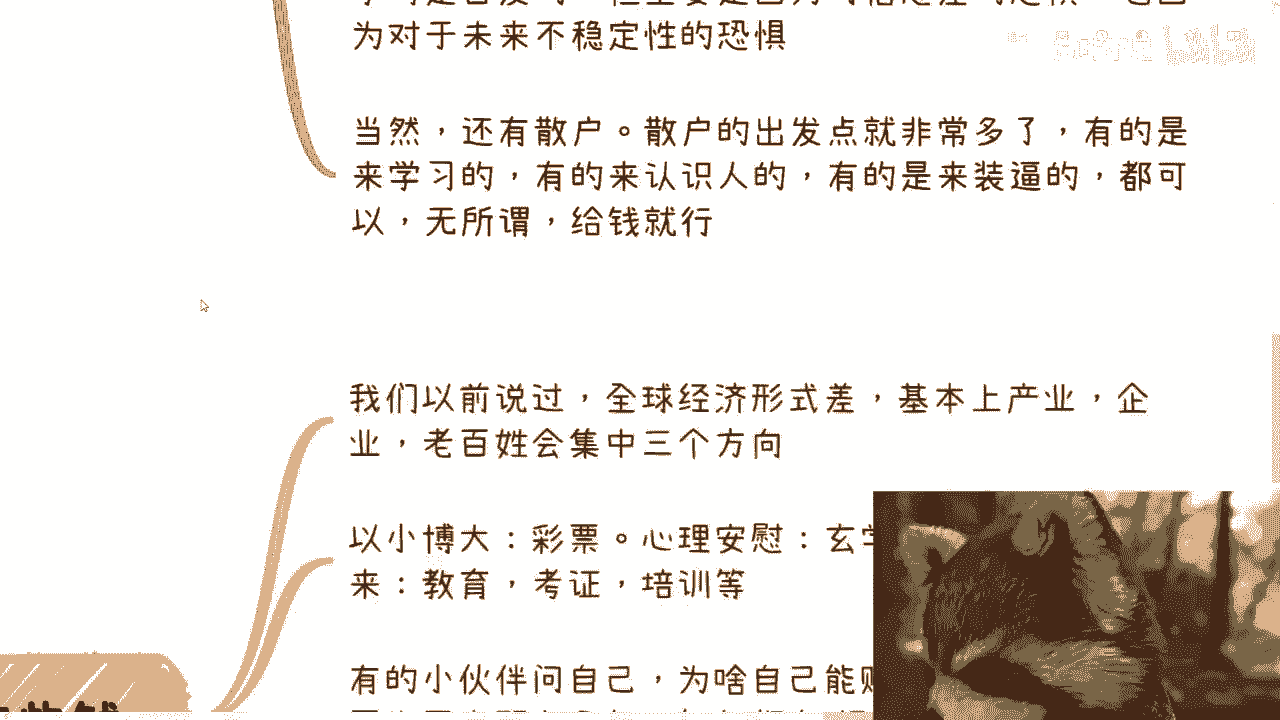 为对于未来不稳定性的恐惧
当然，还有散户。散户的出发点就非常多了，有的是
来学习的，有的来认识人的，有的是来装逼的，都可
以，无所谓，给钱就行
我们以前说过，全球经济形式差，基本上产业，企
业，老百姓会集中三个方向
以小博大：彩票。心理安慰：玄学
来：教育，考证，培训等
有的小伙伴问自己，为啥自己能